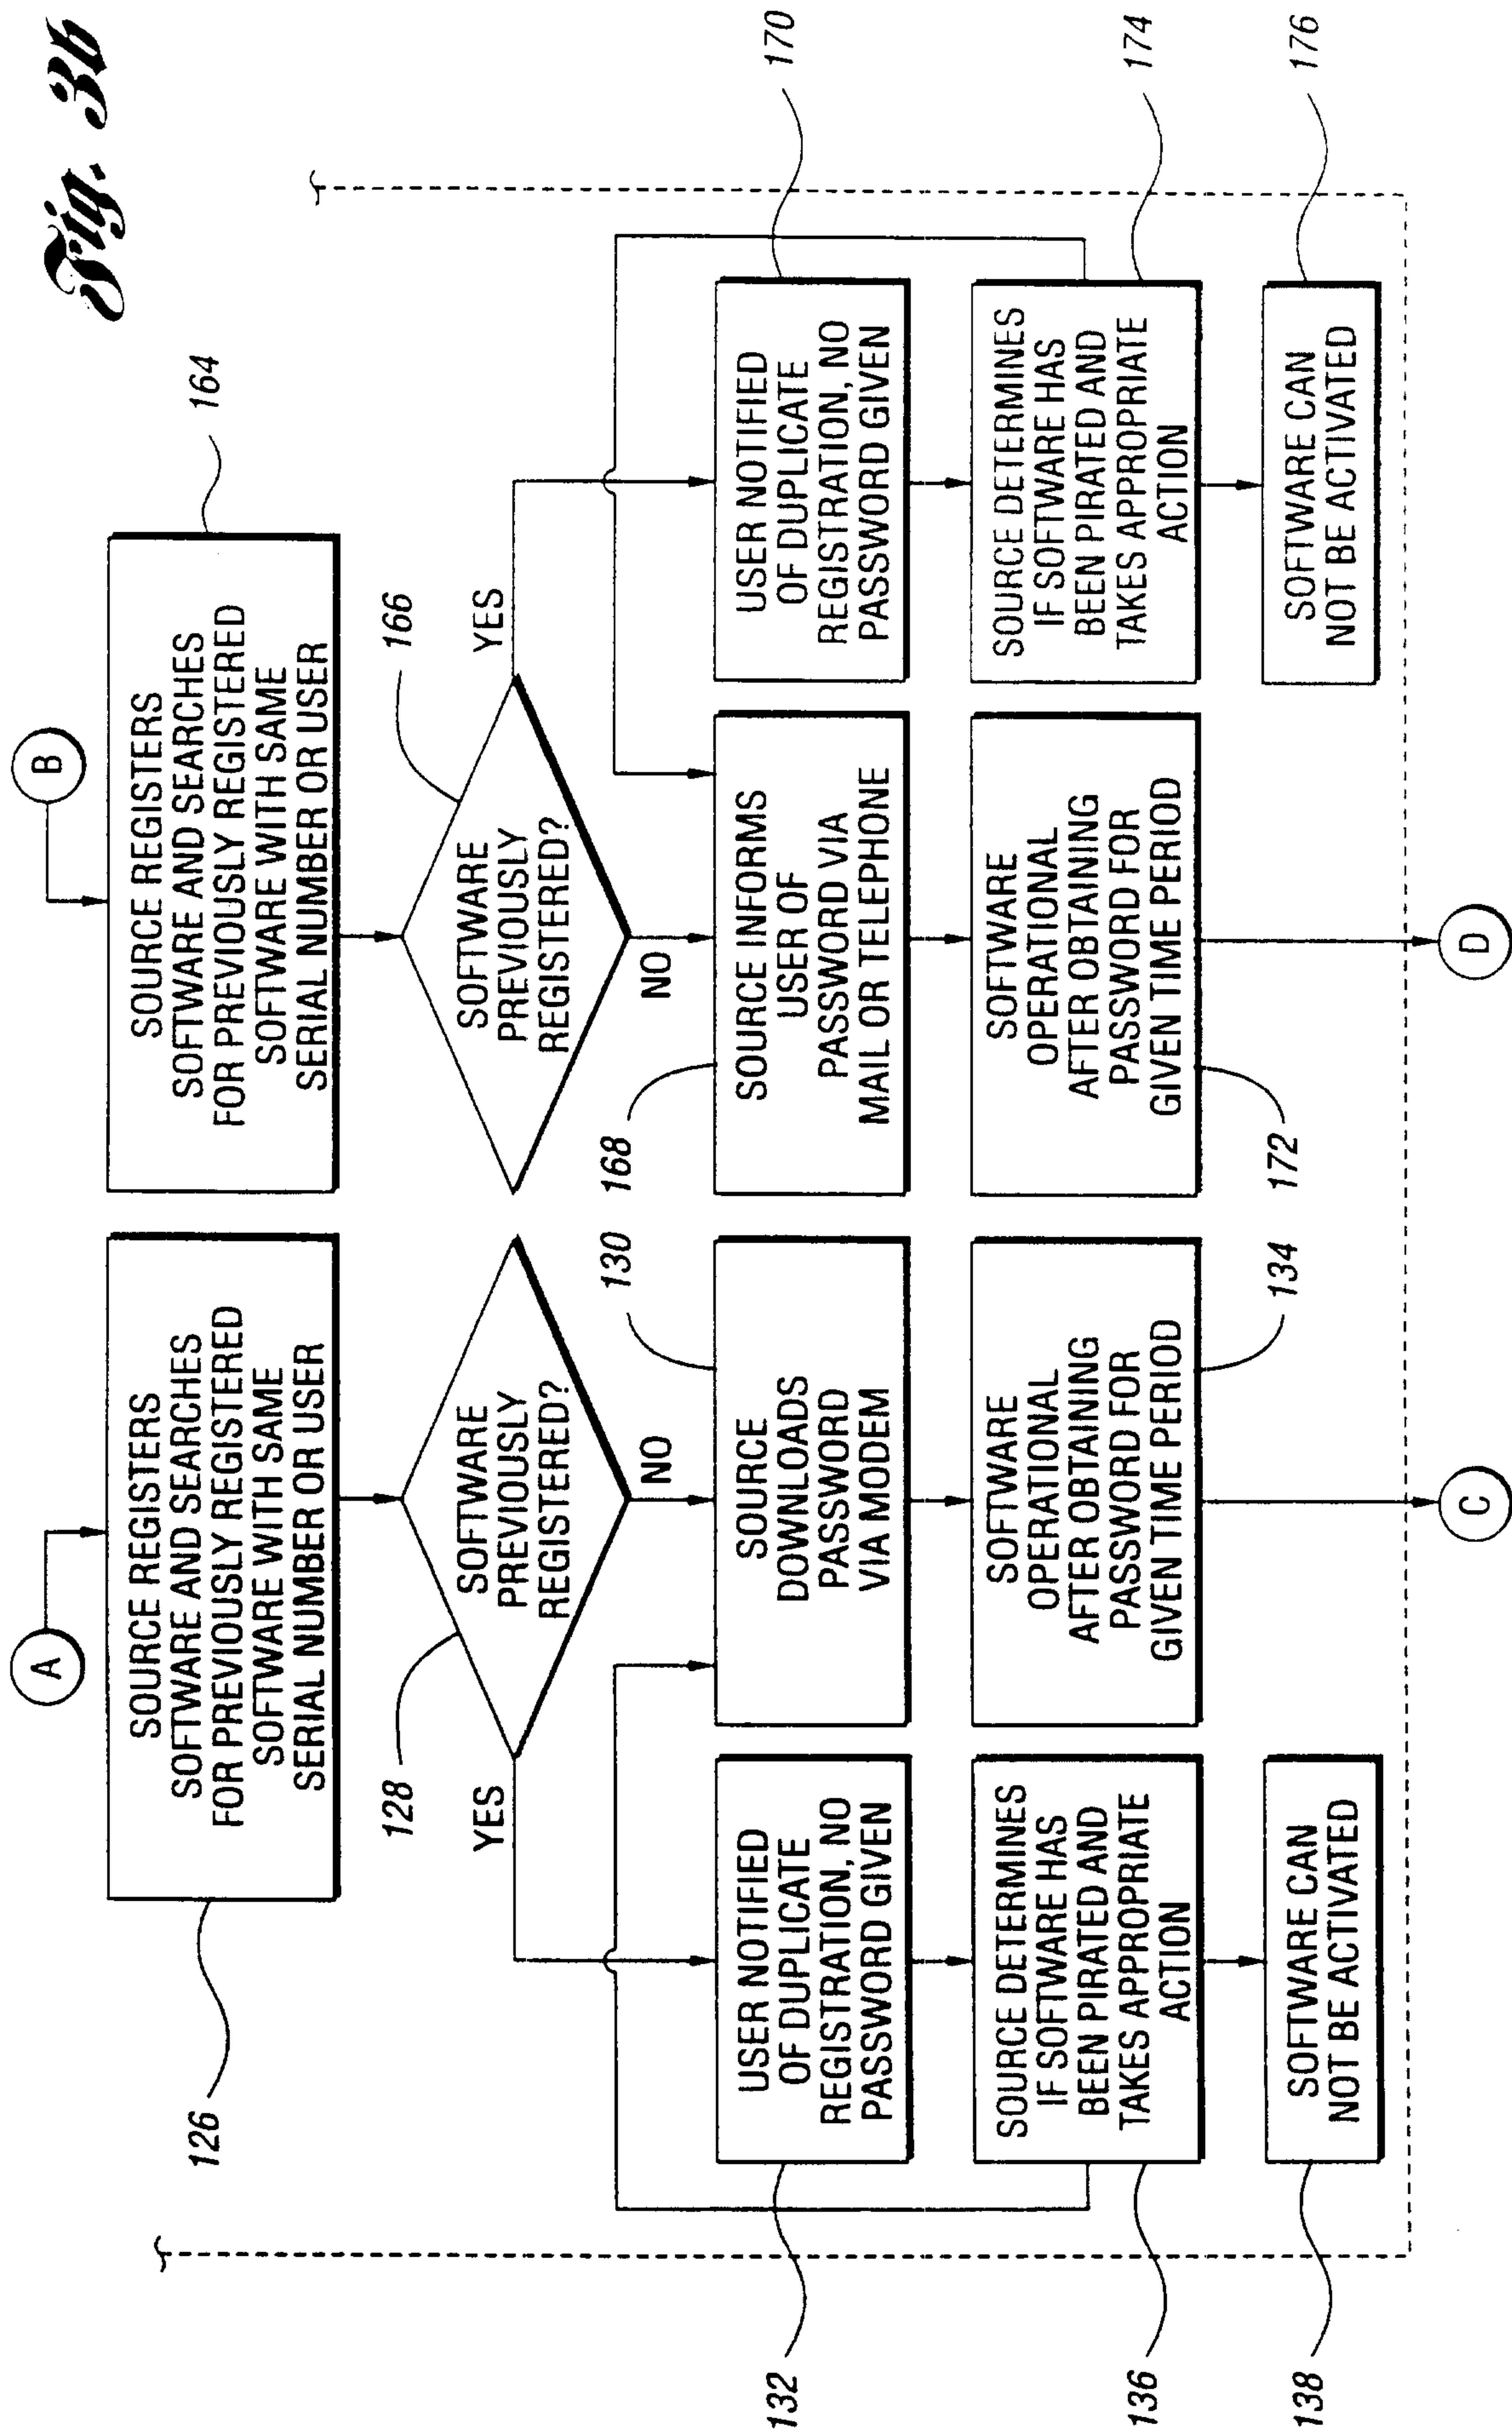 Fig. 3b
A
SOURCE REGISTERS
SOFTWARE AND SEARCHES
FOR PREVIOUSLY REGISTERED
SOFTWARE WITH SAME
SERIAL NUMBER OR USER
126
128
SOFTWARE
PREVIOUSLY
REGISTERED?
YES
NO
USER NOTIFIED
OF DUPLICATE
REGISTRATION, NO
PASSWORD GIVEN
132
SOURCE
DOWNLOADS
PASSWORD
VIA MODEM
130
SOURCE DETERMINES
IF SOFTWARE HAS
BEEN PIRATED AND
TAKES APPROPRIATE
ACTION
136
SOFTWARE
OPERATIONAL
AFTER OBTAINING
PASSWORD FOR
GIVEN TIME PERIOD
134
SOFTWARE CAN
NOT BE ACTIVATED
138
C
B
SOURCE REGISTERS
SOFTWARE AND SEARCHES
FOR PREVIOUSLY REGISTERED
SOFTWARE WITH SAME
SERIAL NUMBER OR USER
164
166
SOFTWARE
PREVIOUSLY
REGISTERED?
YES
NO
SOURCE INFORMS
USER OF
PASSWORD VIA
MAIL OR TELEPHONE
168
USER NOTIFIED
OF DUPLICATE
REGISTRATION, NO
PASSWORD GIVEN
170
SOFTWARE
OPERATIONAL
AFTER OBTAINING
PASSWORD FOR
GIVEN TIME PERIOD
172
SOURCE DETERMINES
IF SOFTWARE HAS
BEEN PIRATED AND
TAKES APPROPRIATE
ACTION
174
SOFTWARE CAN
NOT BE ACTIVATED
176
D